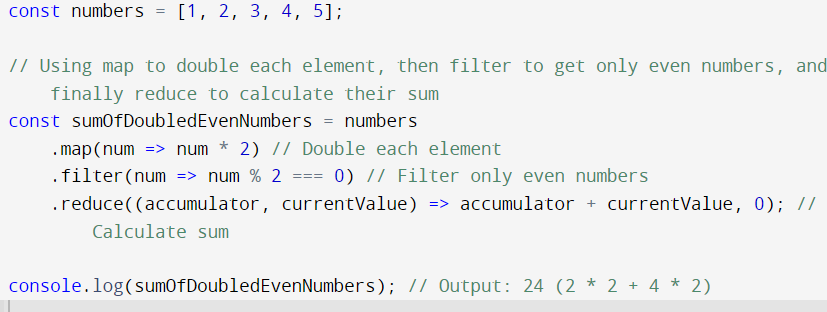 const numbers = [1, 2, 3, 4, 5];
// Using map to double each element, then filter to get only even numbers, and
finally reduce to calculate their sum
const sumOfDoubledEvenNumbers = numbers
.map(num => num * 2) // Double each element
.filter(num => num % 2 === 0) // Filter only even numbers
.reduce((accumulator, currentValue) => accumulator + currentValue, 0); //
Calculate sum
console.log(sumOfDoubledEvenNumbers); // Output: 24 (2 * 2 + 4 * 2)